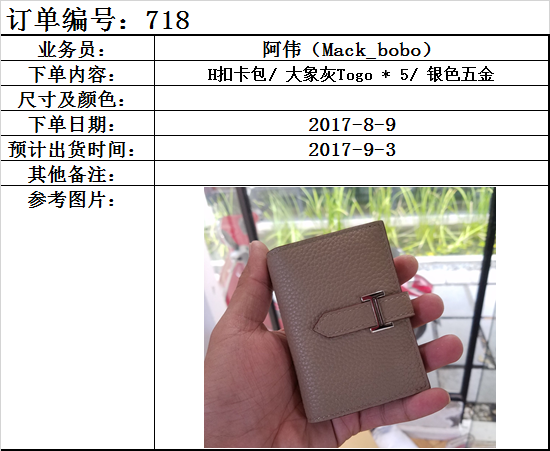 订单编号：718
业务员： 阿伟（Mack_bobo）
下单内容： H扣卡包/ 大象灰Togo * 5/ 银色五金
尺寸及颜色：
下单日期： 2017-8-9
预计出货时间： 2017-9-3
其他备注：
参考图片：